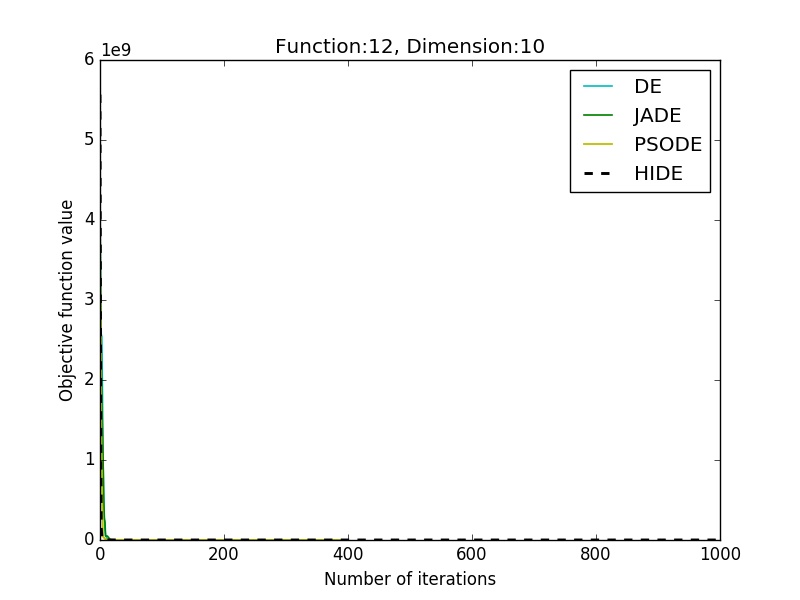 Function:12, Dimension:10
1e9
6
5
4
3
2
1
0
Objective function value
DE
JADE
PSODE
HIDE
0 200 400 600 800 1000
Number of iterations